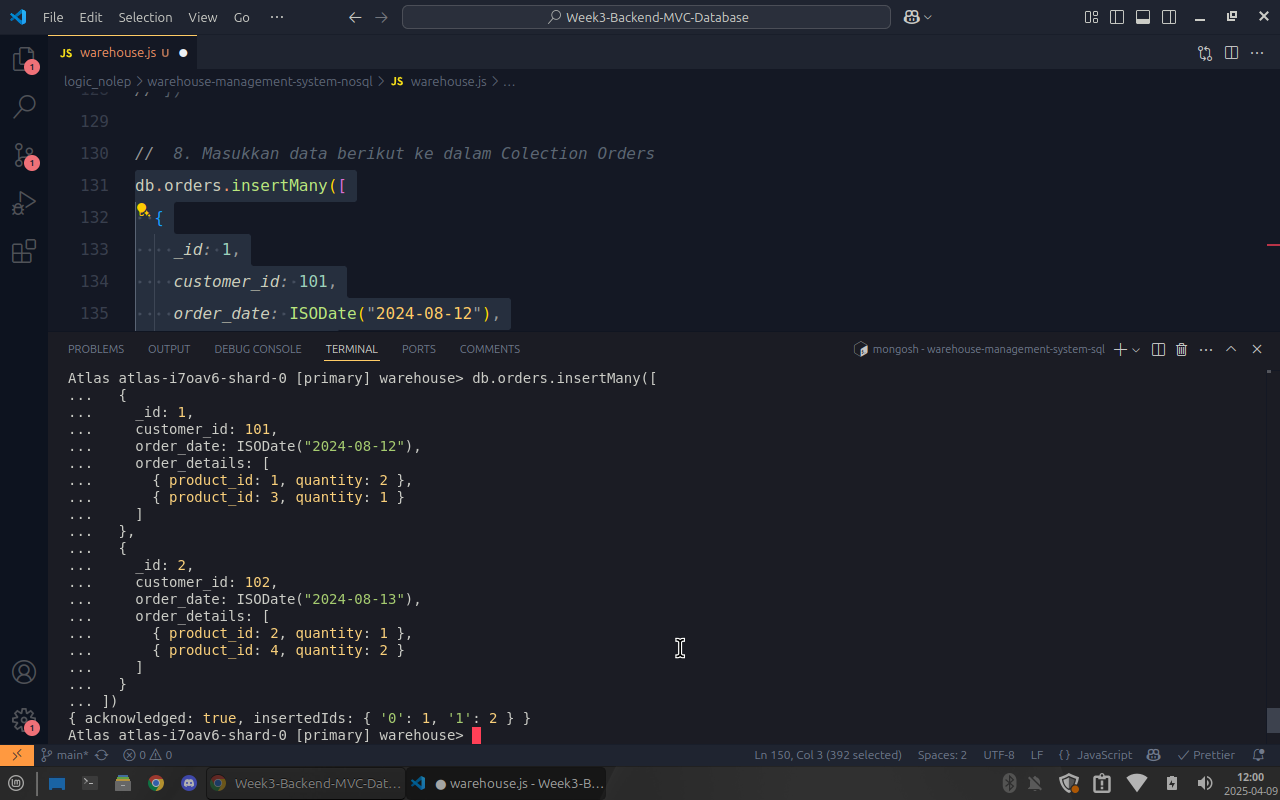 File Edit Selection View Go ··· Week3-Backend-MVC-Database
JS warehouse.js U
logic_nolep > warehouse-management-system-nosql > JS warehouse.js > ...
129
130 //  8. Masukkan data berikut ke dalam Colection Orders
131 db.orders.insertMany([
132 {
133 _id: 1,
134 customer_id: 101,
135 order_date: ISODate("2024-08-12"),
PROBLEMS OUTPUT DEBUG CONSOLE TERMINAL PORTS COMMENTS mongosh - warehouse-management-system-sql
Atlas atlas-i7oav6-shard-0 [primary] warehouse> db.orders.insertMany([
...   {
...     _id: 1,
...     customer_id: 101,
...     order_date: ISODate("2024-08-12"),
...     order_details: [
...       { product_id: 1, quantity: 2 },
...       { product_id: 3, quantity: 1 }
...     ]
...   },
...   {
...     _id: 2,
...     customer_id: 102,
...     order_date: ISODate("2024-08-13"),
...     order_details: [
...       { product_id: 2, quantity: 1 },
...       { product_id: 4, quantity: 2 }
...     ]
...   }
... ])
{ acknowledged: true, insertedIds: { '0': 1, '1': 2 } }
Atlas atlas-i7oav6-shard-0 [primary] warehouse>
main* 0 0 Ln 150, Col 3 (392 selected) Spaces: 2 UTF-8 LF {} JavaScript Prettier
Week3-Backend-MVC-Dat... ● warehouse.js - Week3-B... 12:00
2025-04-09
1
1
1